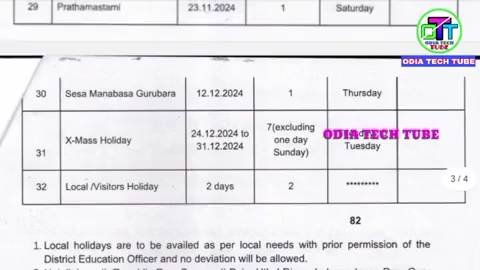 29 Prathamastami 23.11.2024 1 Saturday
ODIA TECH
TUBE
ODIA TECH TUBE
30 Sesa Manabasa Gurubara 12.12.2024 1 Thursday
31 X-Mass Holiday 24.12.2024 to 31.12.2024 7(excluding one day Sunday) Tuesday
ODIA TECH TUBE
32 Local /Visitors Holiday 2 days 2 *********
3/4
82
1. Local holidays are to be availed as per local needs with prior permission of the
District Education Officer and no deviation will be allowed.